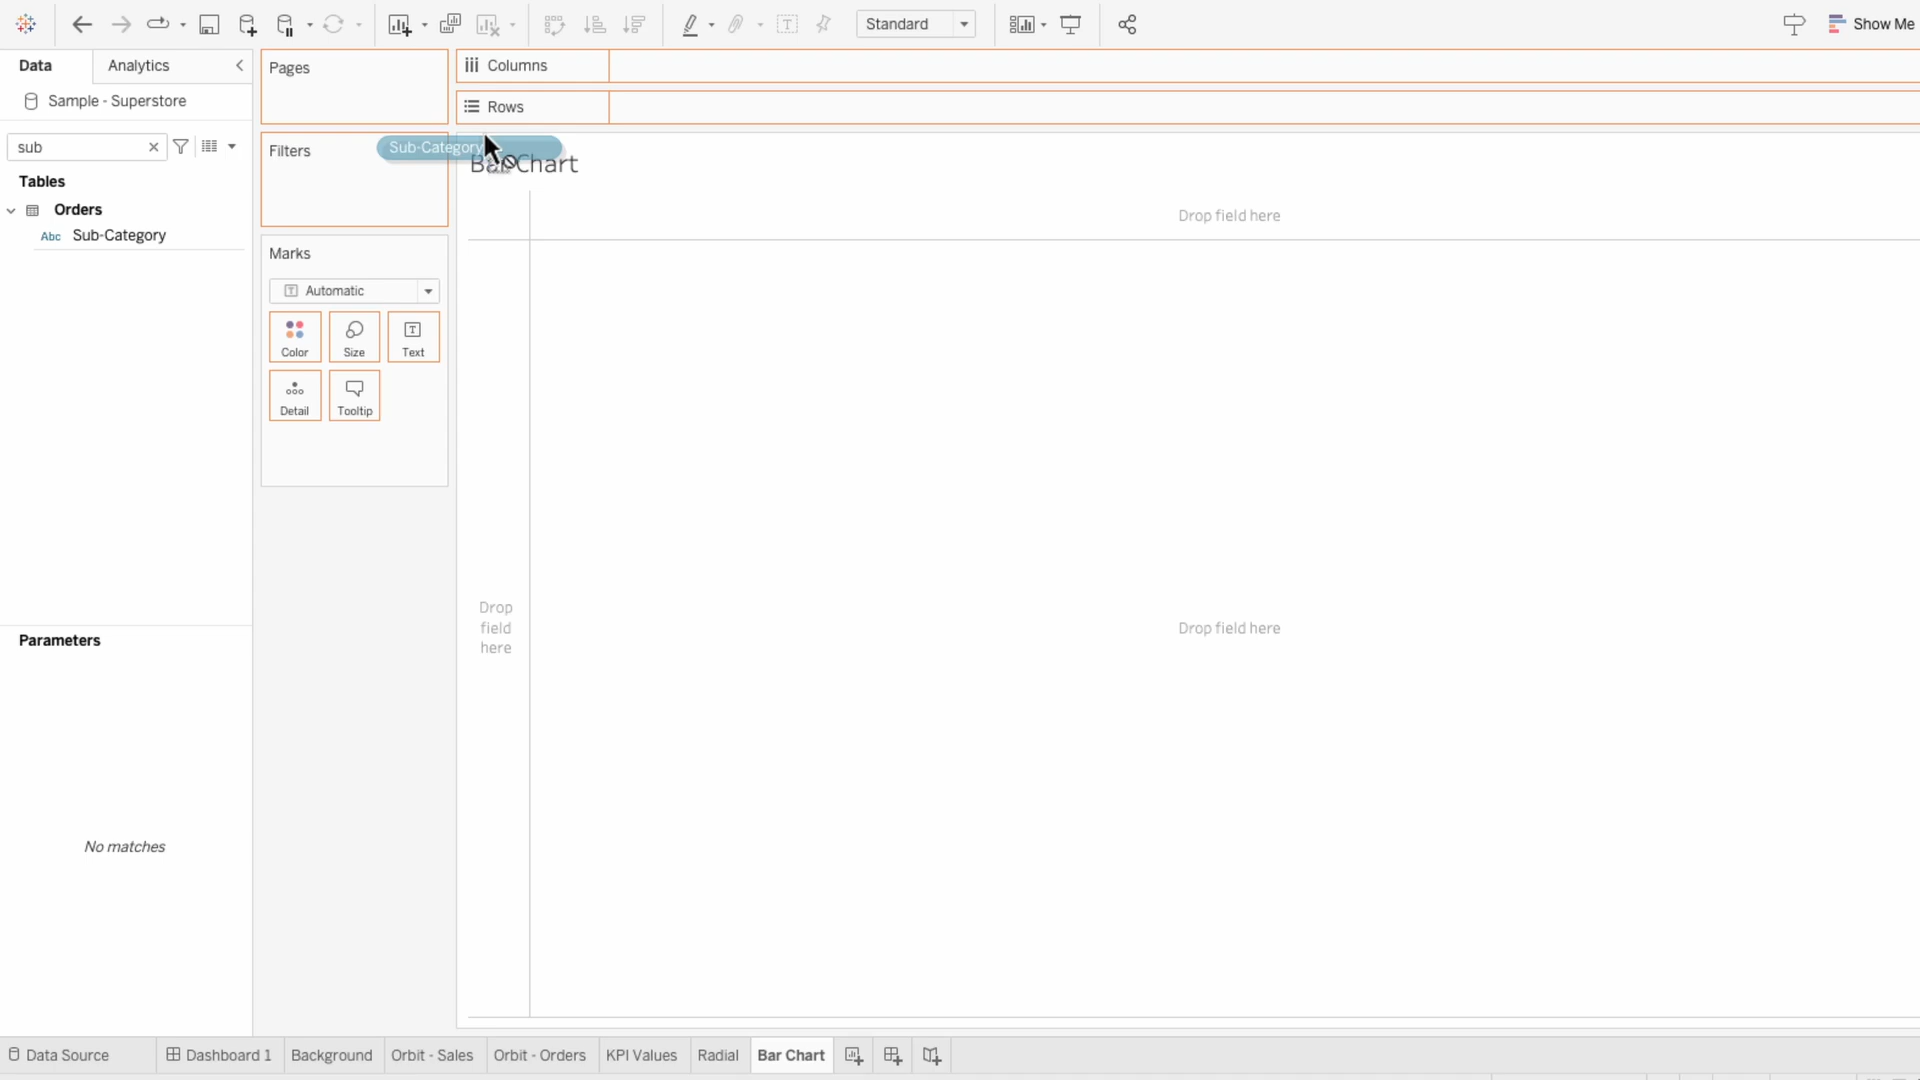 Standard
Show Me
Data
Analytics
Sample - Superstore
sub
Tables
Orders
Abc Sub-Category
Parameters
No matches
Pages
Filters
Marks
Automatic
Color
Size
Text
Detail
Tooltip
Columns
Rows
Sub-Category
Bar Chart
Drop field here
Drop
field
here
Drop field here
Data Source
Dashboard 1
Background
Orbit - Sales
Orbit - Orders
KPI Values
Radial
Bar Chart